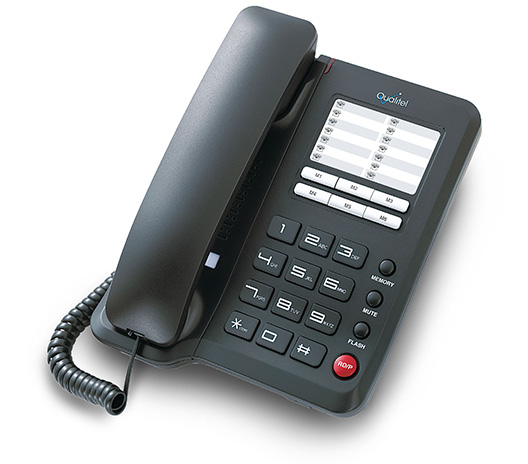 Qualitel
M1 M2 M3
M4 M5 M6
1 2 ABC 3 DEF
4 GHI 5 JKL 6 MNO
7 PQRS 8 TUV 9 WXYZ
* 0 #
MEMORY
MUTE
FLASH
RD/P